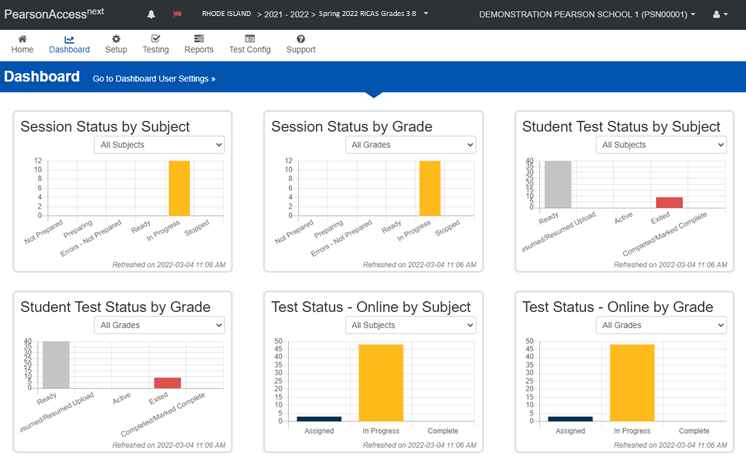 PearsonAccessnext
RHODE ISLAND > 2021 - 2022 > Spring 2022 RICAS Grades 3-8
DEMONSTRATION PEARSON SCHOOL 1 (PSN00001)
Home
Dashboard
Setup
Testing
Reports
Test Config
Support
Dashboard
Go to Dashboard User Settings »
Session Status by Subject
All Subjects
12
10
8
6
4
2
0
Not Prepared
Preparing
Errors - Not Prepared
Ready
In Progress
Stopped
Refreshed on 2022-03-04 11:06 AM
Session Status by Grade
All Grades
12
10
8
6
4
2
0
Not Prepared
Preparing
Errors - Not Prepared
Ready
In Progress
Stopped
Refreshed on 2022-03-04 11:06 AM
Student Test Status by Subject
All Subjects
40
35
30
25
20
15
10
5
0
Ready
sumed/Resumed Upload
Active
Exited
Completed/Marked Complete
Refreshed on 2022-03-04 11:06 AM
Student Test Status by Grade
All Grades
40
35
30
25
20
15
10
5
0
Ready
sumed/Resumed Upload
Active
Exited
Completed/Marked Complete
Refreshed on 2022-03-04 11:06 AM
Test Status - Online by Subject
All Subjects
50
45
40
35
30
25
20
15
10
5
0
Assigned
In Progress
Complete
Refreshed on 2022-03-04 11:06 AM
Test Status - Online by Grade
All Grades
50
45
40
35
30
25
20
15
10
5
0
Assigned
In Progress
Complete
Refreshed on 2022-03-04 11:06 AM